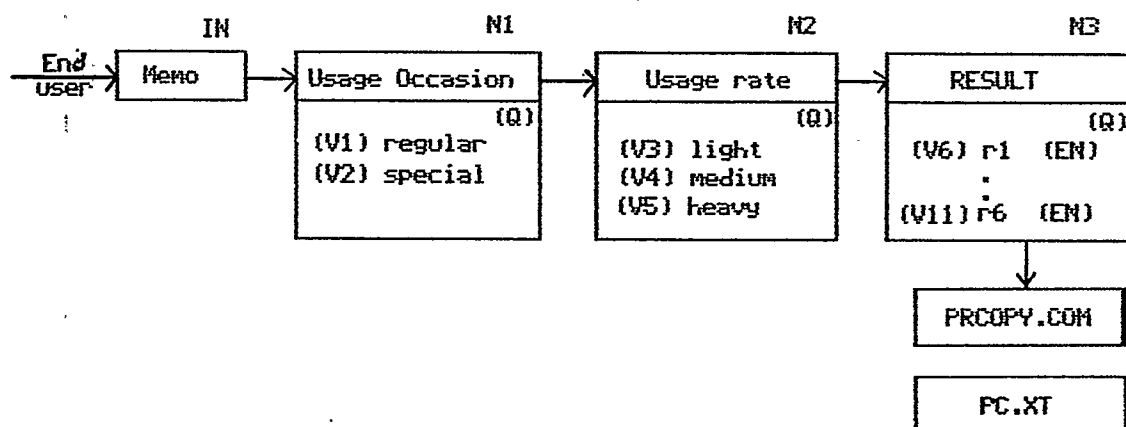 IN N1 N2 N3
End user
Memo
Usage Occasion
(Q)
(V1) regular
(V2) special
Usage rate
(Q)
(V3) light
(V4) medium
(V5) heavy
RESULT
(Q)
(V6) r1 (EN)
:
(V11) r6 (EN)
PRCOPY.COM
PC.XT